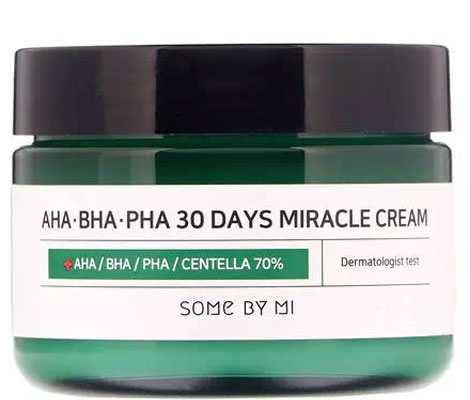 AHA·BHA·PHA 30 DAYS MIRACLE CREAM
+AHA / BHA / PHA / CENTELLA 70%
Dermatologist test
SOME BY MI